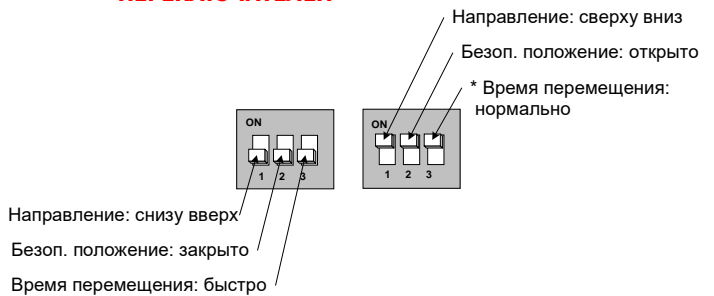 Направление: сверху вниз
Безоп. положение: открыто
* Время перемещения:
нормально
ON
1 2 3
ON
1 2 3
Направление: снизу вверх
Безоп. положение: закрыто
Время перемещения: быстро